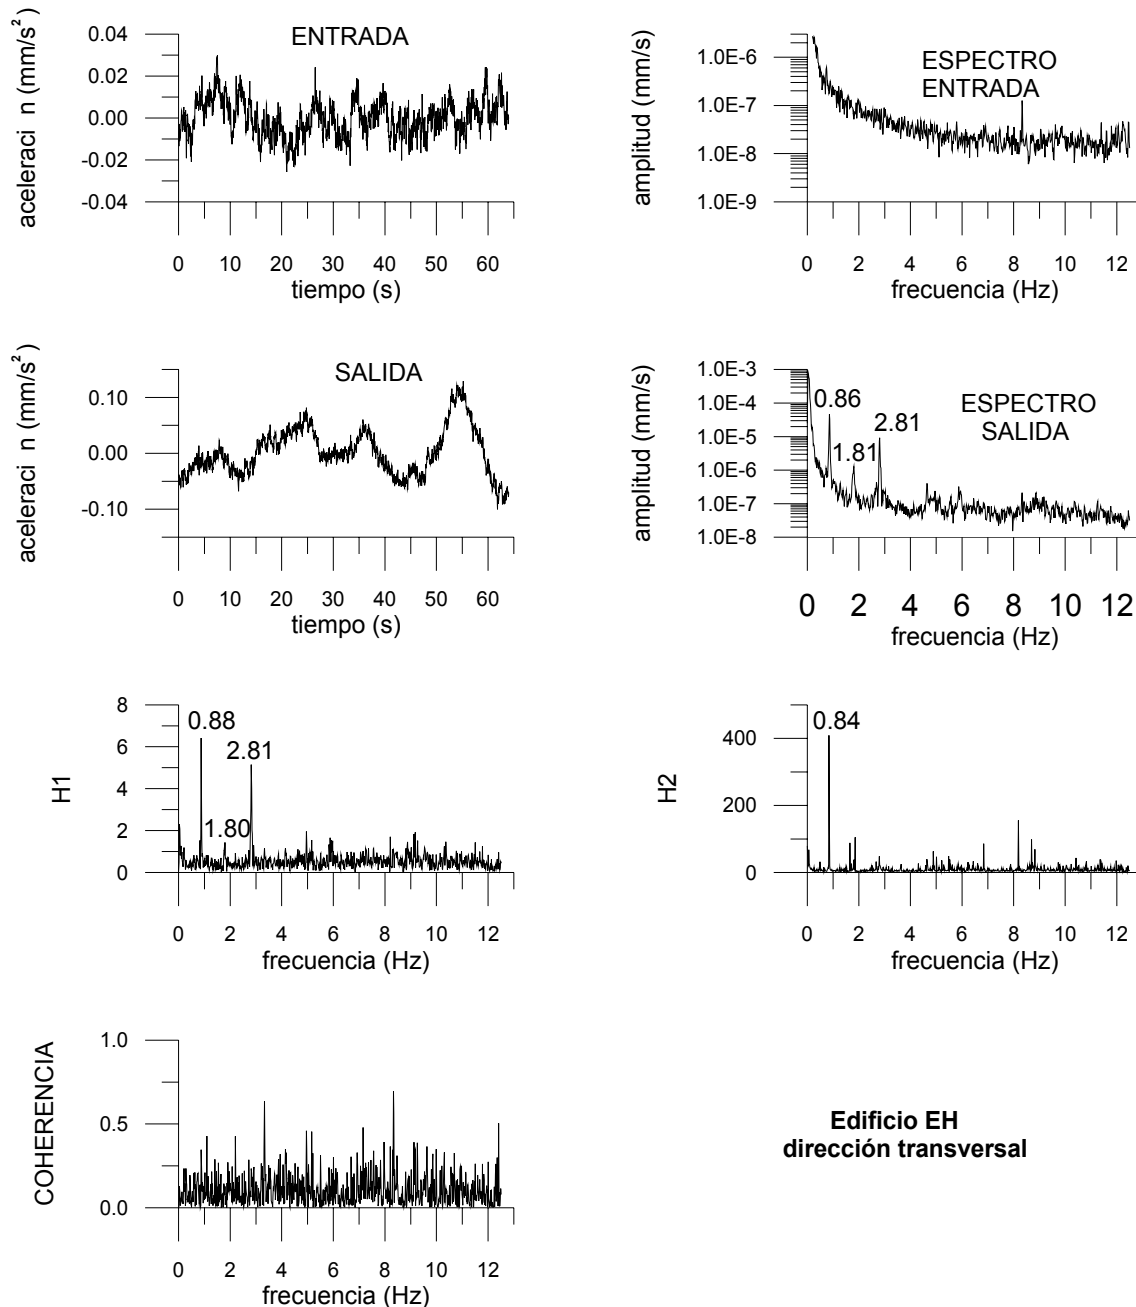 0.04
0.02
0.00
-0.02
-0.04
aceleraci n (mm/s²)
ENTRADA
0 10 20 30 40 50 60
tiempo (s)
1.0E-6
1.0E-7
1.0E-8
1.0E-9
amplitud (mm/s)
ESPECTRO
ENTRADA
0 2 4 6 8 10 12
frecuencia (Hz)
0.10
0.00
-0.10
aceleraci n (mm/s²)
SALIDA
0 10 20 30 40 50 60
tiempo (s)
1.0E-3
1.0E-4
1.0E-5
1.0E-6
1.0E-7
1.0E-8
amplitud (mm/s)
0.86
1.81
2.81
ESPECTRO
SALIDA
0 2 4 6 8 10 12
frecuencia (Hz)
8
6
4
2
0
H1
0.88
2.81
1.80
0 2 4 6 8 10 12
frecuencia (Hz)
400
200
0
H2
0.84
0 2 4 6 8 10 12
frecuencia (Hz)
1.0
0.5
0.0
COHERENCIA
0 2 4 6 8 10 12
frecuencia (Hz)
Edificio EH
dirección transversal